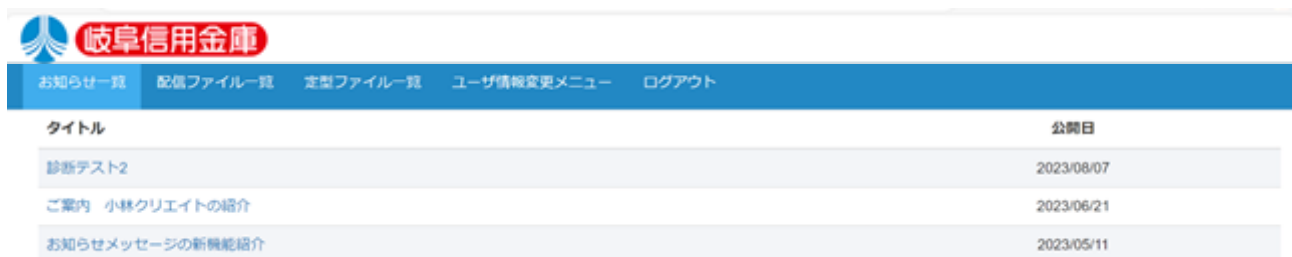 岐阜信用金庫
お知らせ一覧 配信ファイル一覧 定型ファイル一覧 ユーザ情報変更メニュー ログアウト
タイトル 公開日
診断テスト2 2023/08/07
ご案内　小林クリエイトの紹介 2023/06/21
お知らせメッセージの新機能紹介 2023/05/11